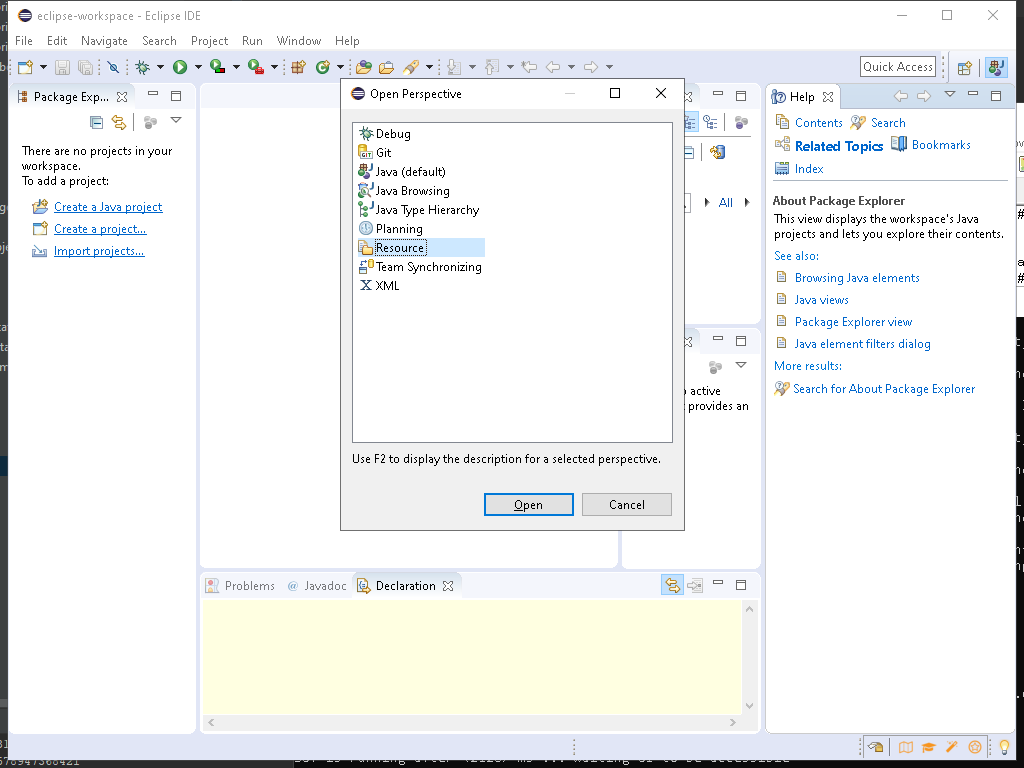 eclipse-workspace - Eclipse IDE
File Edit Navigate Search Project Run Window Help
Quick Access
Package Exp...
There are no projects in your
workspace.
To add a project:
Create a Java project
Create a project...
Import projects...
Open Perspective
Debug
Git
Java (default)
Java Browsing
Java Type Hierarchy
Planning
Resource
Team Synchronizing
XML
Use F2 to display the description for a selected perspective.
Open Cancel
All
active
provides an
Help
Contents Search
Related Topics Bookmarks
Index
About Package Explorer
This view displays the workspace's Java
projects and lets you explore their contents.
See also:
Browsing Java elements
Java views
Package Explorer view
Java element filters dialog
More results:
Search for About Package Explorer
Problems @ Javadoc Declaration